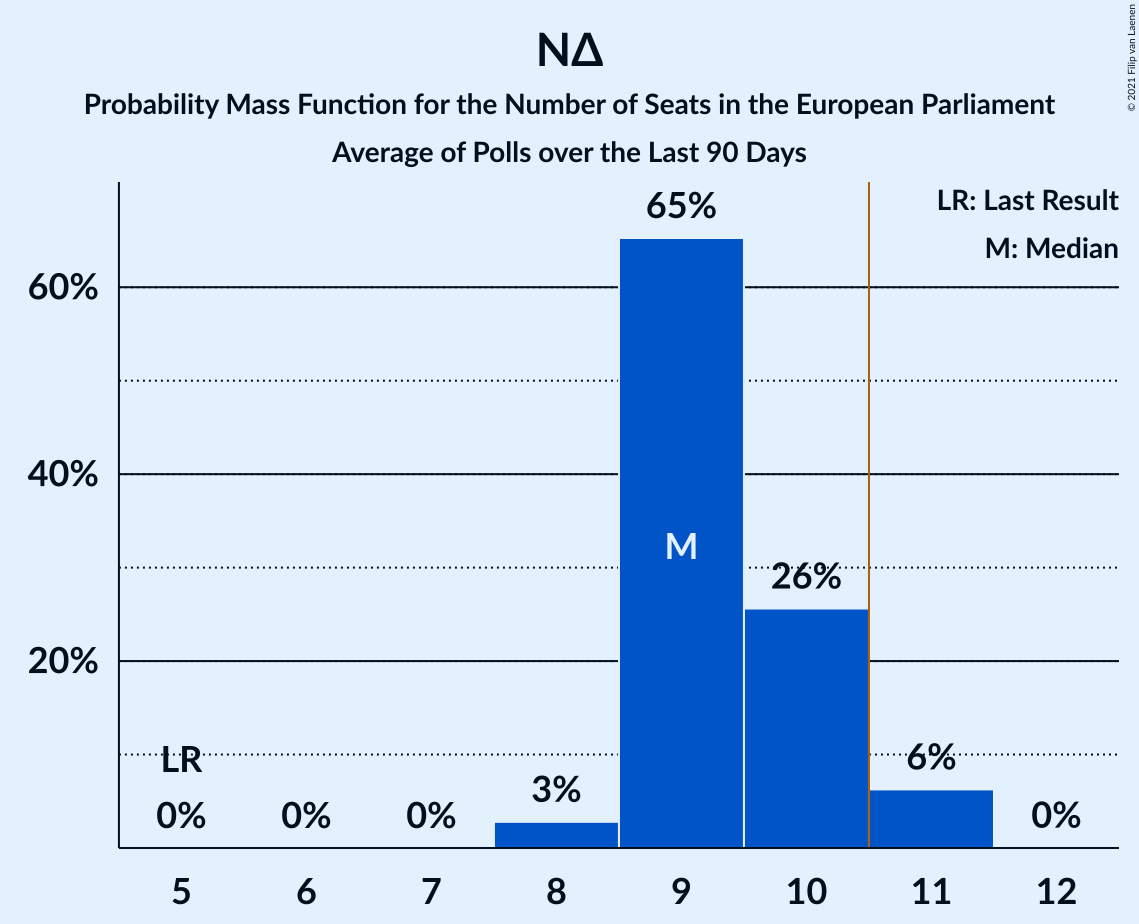 ΝΔ
Probability Mass Function for the Number of Seats in the European Parliament
Average of Polls over the Last 90 Days
© 2021 Filip van Laenen
LR: Last Result
M: Median
60%
40%
20%
LR
0%
0%
0%
3%
65%
M
26%
6%
0%
5
6
7
8
9
10
11
12